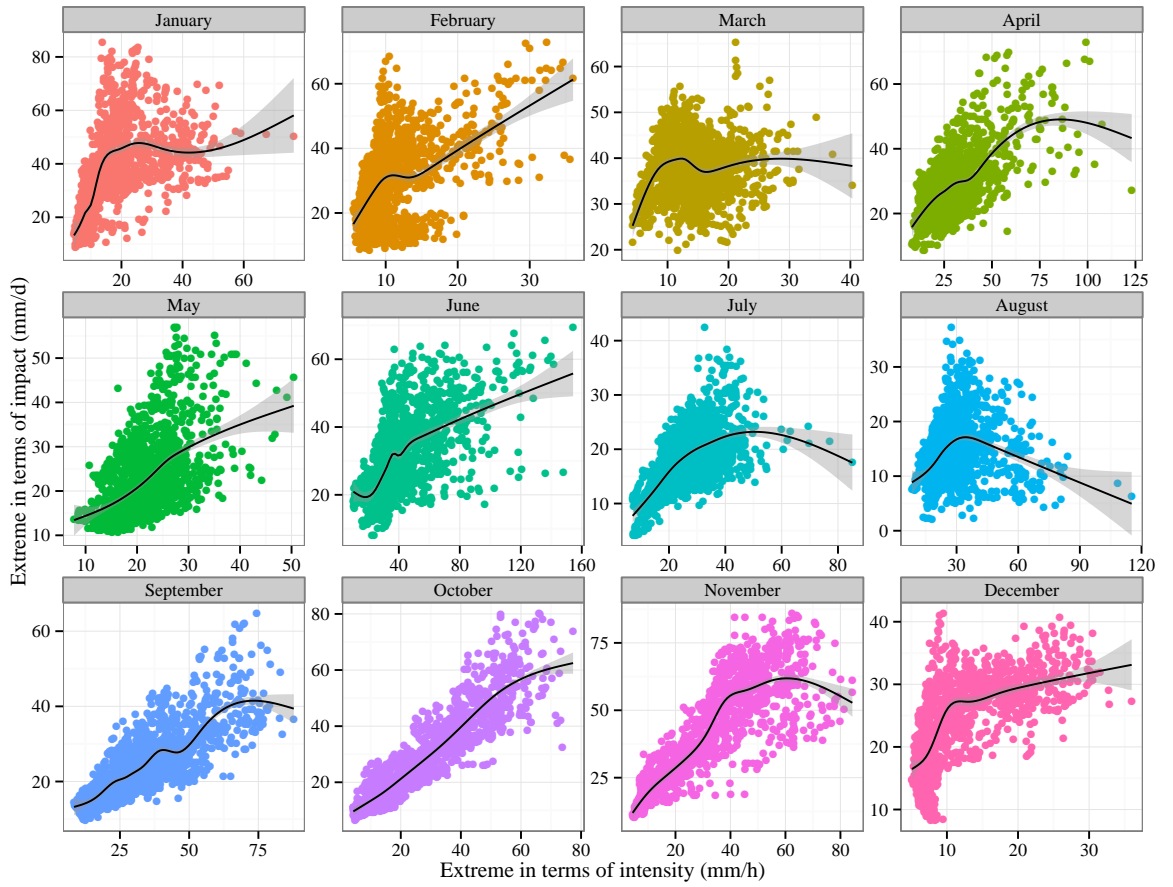 January February March April
80
60
40
20
60
40
20
60
50
40
30
20
60
40
20
20 40 60
10 20 30
10 20 30 40
25 50 75 100 125
May June July August
50
40
30
20
10
60
40
20
40
30
20
10
30
20
10
0
10 20 30 40 50
40 80 120 160
20 40 60 80
30 60 90 120
September October November December
60
40
20
80
60
40
20
75
50
25
40
30
20
10
25 50 75
20 40 60 80
20 40 60 80
10 20 30
Extreme in terms of impact (mm/d)
Extreme in terms of intensity (mm/h)